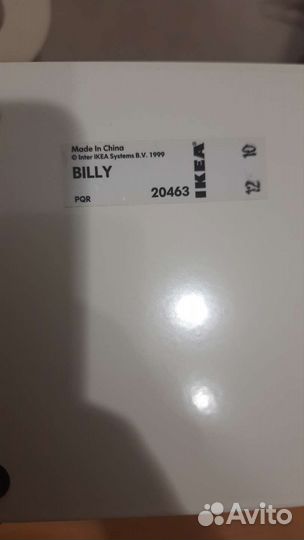 Made in China
© Inter IKEA Systems B.V. 1999
BILLY
PQR
20463
IKEA
12 10
Avito